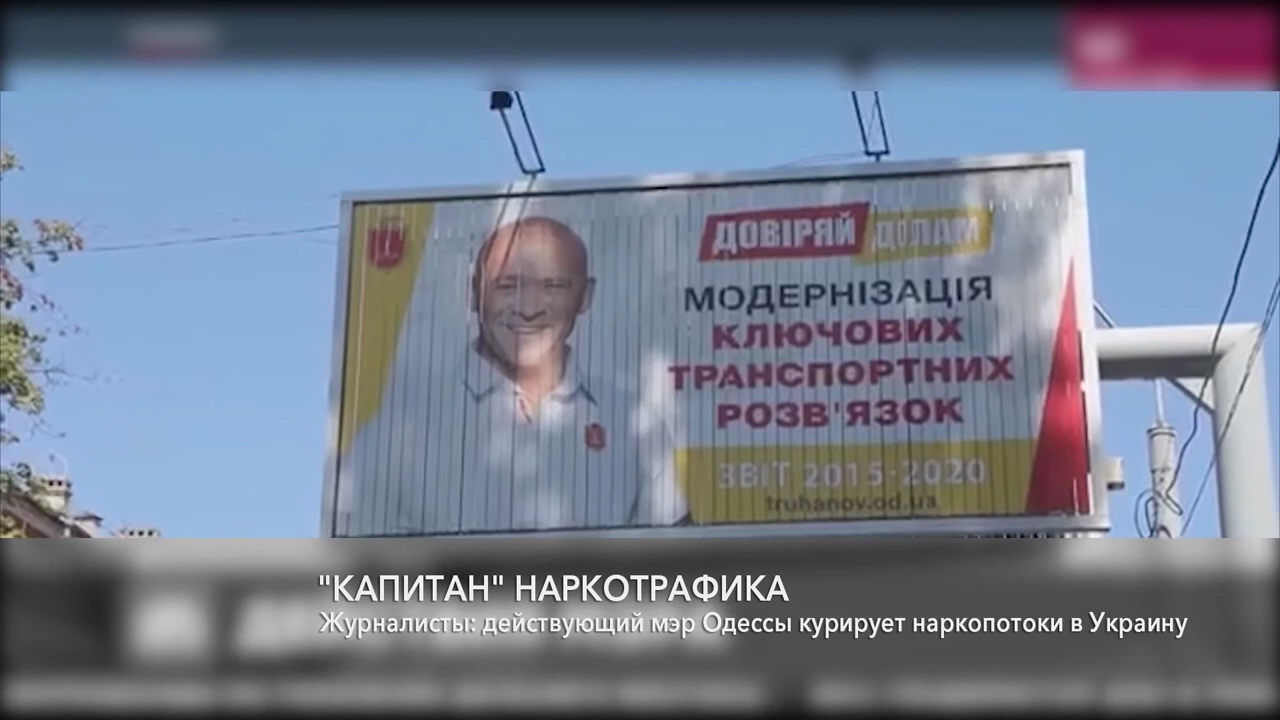 ДОВІРЯЙ ДІЛАМ
МОДЕРНІЗАЦІЯ
КЛЮЧОВИХ
ТРАНСПОРТНИХ
РОЗВ'ЯЗОК
ЗВІТ 2015-2020
truhanov.od.ua
"КАПИТАН" НАРКОТРАФИКА
Журналисты: действующий мэр Одессы курирует наркопотоки в Украину